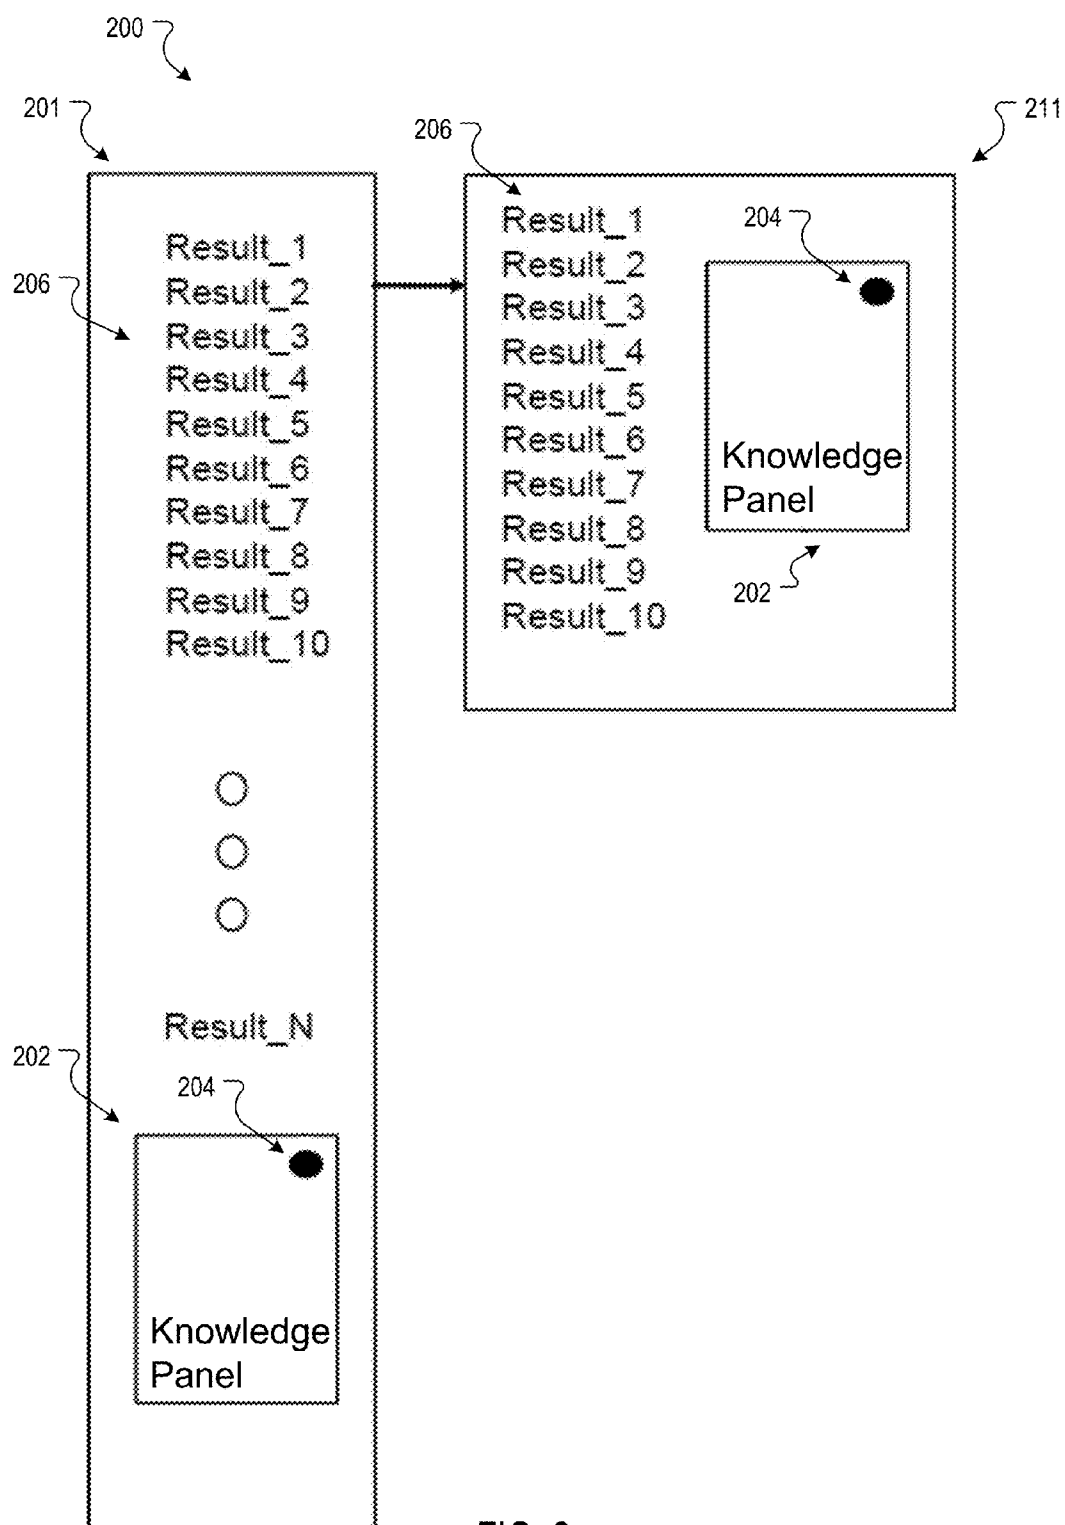 200
201
206
Result_1
Result_2
Result_3
Result_4
Result_5
Result_6
Result_7
Result_8
Result_9
Result_10
Result_N
202
204
Knowledge
Panel
206
211
Result_1
Result_2
Result_3
Result_4
Result_5
Result_6
Result_7
Result_8
Result_9
Result_10
204
Knowledge
Panel
202